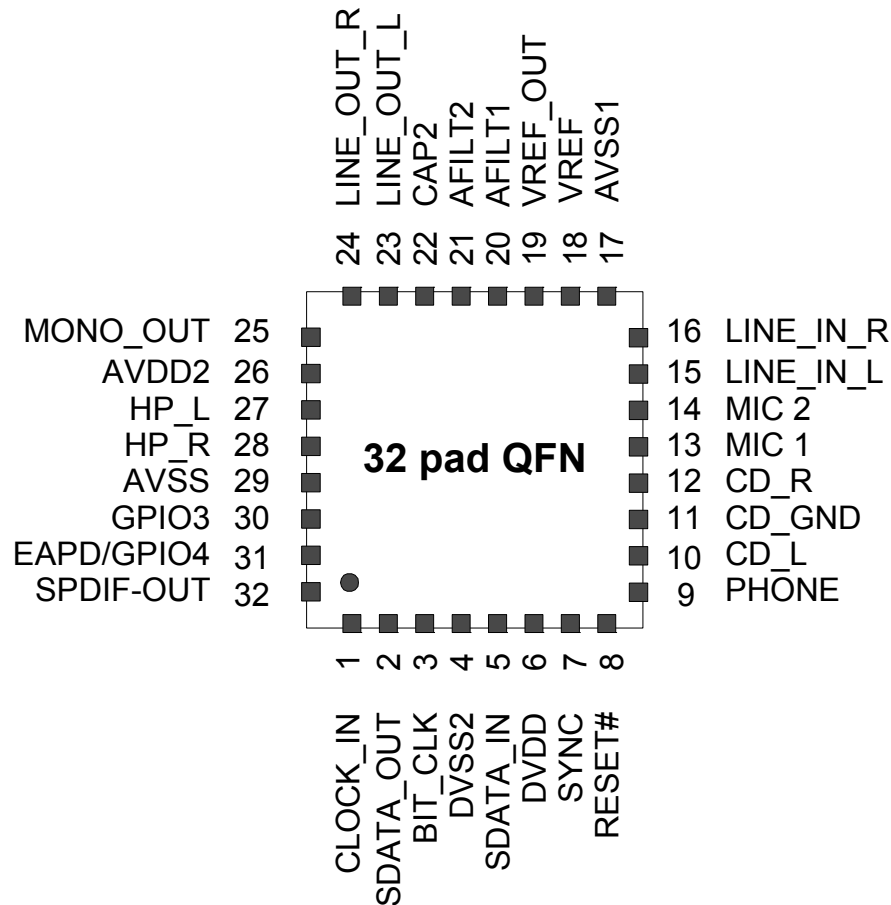 24 LINE_OUT_R
23 LINE_OUT_L
22 CAP2
21 AFILT2
20 AFILT1
19 VREF_OUT
18 VREF
17 AVSS1
MONO_OUT 25
AVDD2 26
HP_L 27
HP_R 28
AVSS 29
GPIO3 30
EAPD/GPIO4 31
SPDIF-OUT 32
32 pad QFN
16 LINE_IN_R
15 LINE_IN_L
14 MIC 2
13 MIC 1
12 CD_R
11 CD_GND
10 CD_L
9 PHONE
CLOCK_IN 1
SDATA_OUT 2
BIT_CLK 3
DVSS2 4
SDATA_IN 5
DVDD 6
SYNC 7
RESET# 8